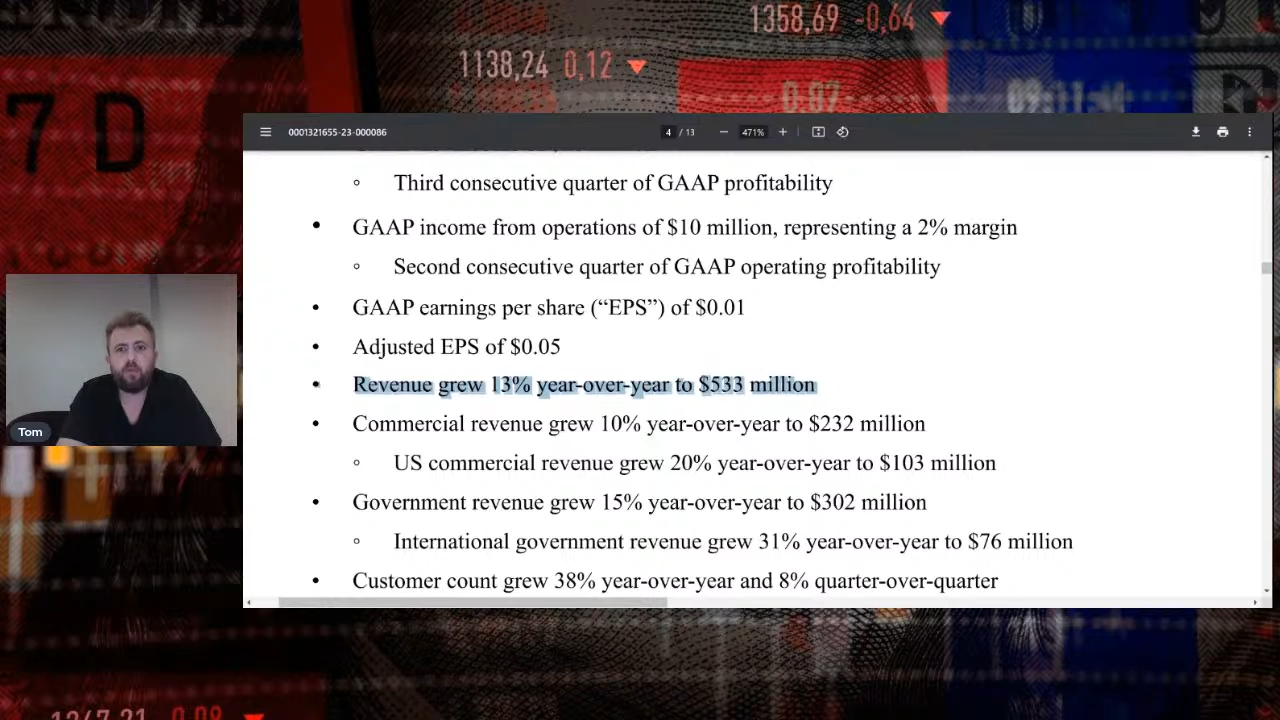 1358,69 -0,64
1138,24 0,12
7 D
0001321655-23-000086
4 / 13
471%
◦ Third consecutive quarter of GAAP profitability
• GAAP income from operations of $10 million, representing a 2% margin
◦ Second consecutive quarter of GAAP operating profitability
• GAAP earnings per share (“EPS”) of $0.01
• Adjusted EPS of $0.05
• Revenue grew 13% year-over-year to $533 million
• Commercial revenue grew 10% year-over-year to $232 million
◦ US commercial revenue grew 20% year-over-year to $103 million
• Government revenue grew 15% year-over-year to $302 million
◦ International government revenue grew 31% year-over-year to $76 million
• Customer count grew 38% year-over-year and 8% quarter-over-quarter
Tom